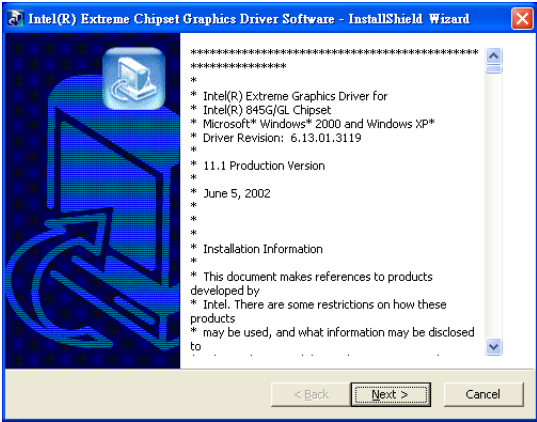 Intel(R) Extreme Chipset Graphics Driver Software - InstallShield Wizard
************************************************
****************
*
* Intel(R) Extreme Graphics Driver for
* Intel(R) 845G/GL Chipset
* Microsoft* Windows* 2000 and Windows XP*
* Driver Revision: 6.13.01.3119
*
* 11.1 Production Version
*
* June 5, 2002
*
*
*
* Installation Information
*
* This document makes references to products
developed by
* Intel. There are some restrictions on how these
products
* may be used, and what information may be disclosed
to
< Back
Next >
Cancel